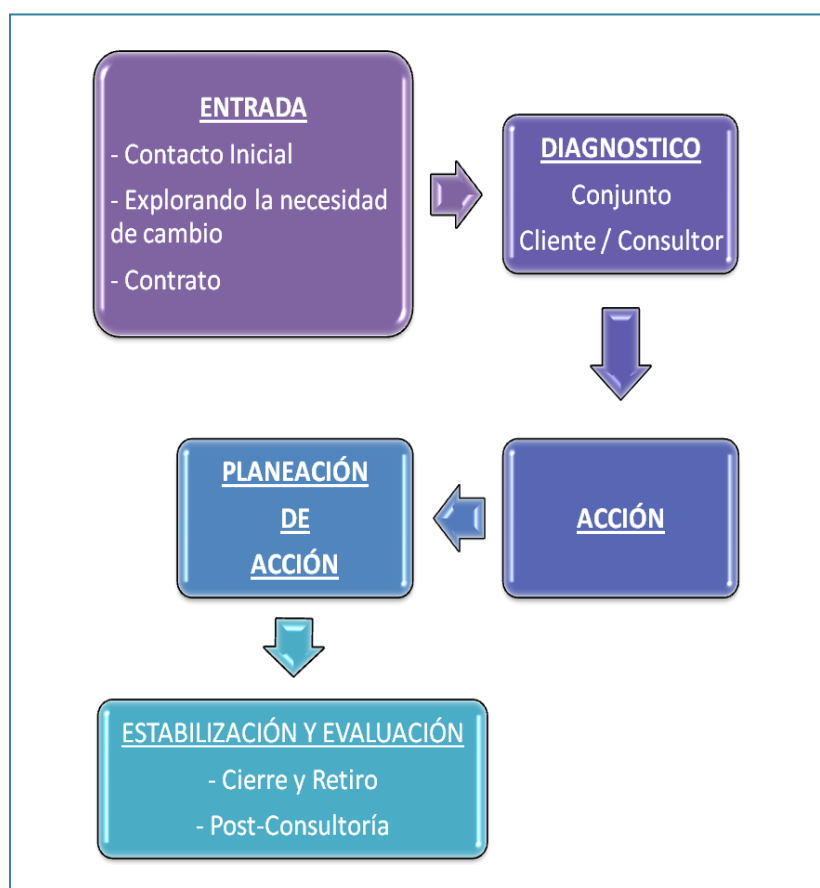 ENTRADA
- Contacto Inicial
- Explorando la necesidad
de cambio
- Contrato
DIAGNOSTICO
Conjunto
Cliente / Consultor
ACCIÓN
PLANEACIÓN
DE
ACCIÓN
ESTABILIZACIÓN Y EVALUACIÓN
- Cierre y Retiro
- Post-Consultoría